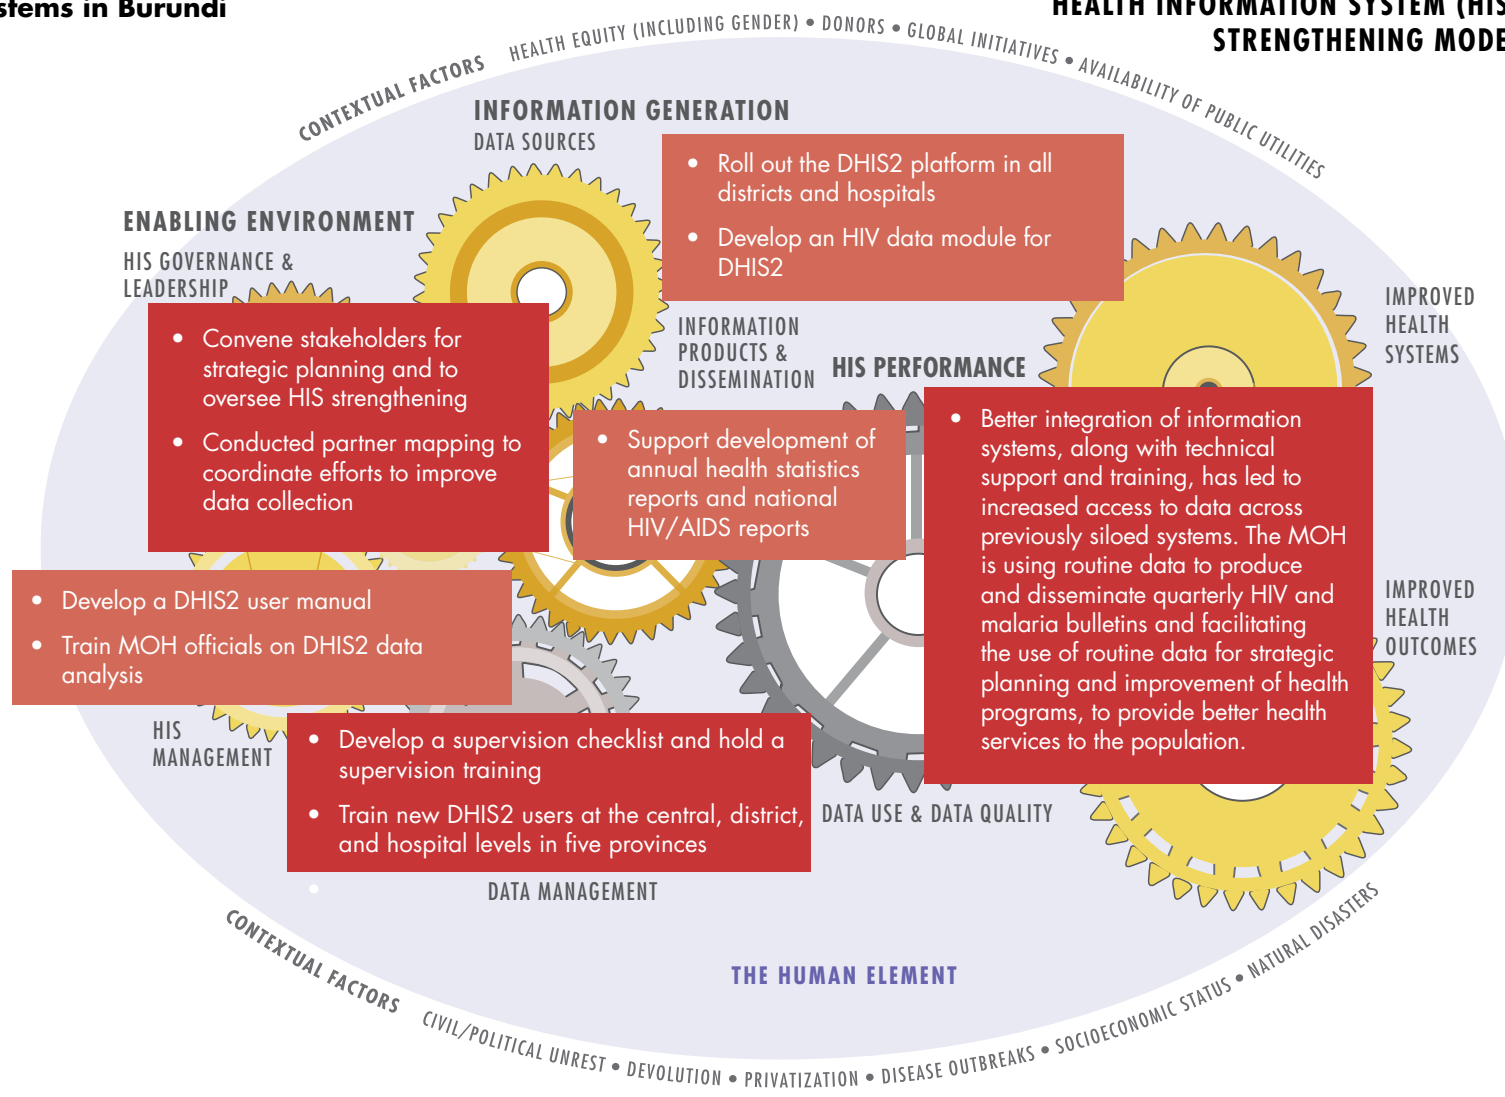 stems in Burundi
HEALTH INFORMATION SYSTEM (HIS
STRENGTHENING MODE
CONTEXTUAL FACTORS HEALTH EQUITY (INCLUDING GENDER) • DONORS • GLOBAL INITIATIVES • AVAILABILITY OF PUBLIC UTILITIES
INFORMATION GENERATION
DATA SOURCES
• Roll out the DHIS2 platform in all
districts and hospitals
• Develop an HIV data module for
DHIS2
ENABLING ENVIRONMENT
HIS GOVERNANCE &
LEADERSHIP
• Convene stakeholders for
strategic planning and to
oversee HIS strengthening
• Conducted partner mapping to
coordinate efforts to improve
data collection
INFORMATION
PRODUCTS &
DISSEMINATION
• Support development of
annual health statistics
reports and national
HIV/AIDS reports
HIS PERFORMANCE
• Better integration of information
systems, along with technical
support and training, has led to
increased access to data across
previously siloed systems. The MOH
is using routine data to produce
and disseminate quarterly HIV and
malaria bulletins and facilitating
the use of routine data for strategic
planning and improvement of health
programs, to provide better health
services to the population.
IMPROVED
HEALTH
SYSTEMS
IMPROVED
HEALTH
OUTCOMES
• Develop a DHIS2 user manual
• Train MOH officials on DHIS2 data
analysis
HIS
MANAGEMENT
• Develop a supervision checklist and hold a
supervision training
• Train new DHIS2 users at the central, district,
and hospital levels in five provinces
•
DATA USE & DATA QUALITY
DATA MANAGEMENT
THE HUMAN ELEMENT
CONTEXTUAL FACTORS CIVIL/POLITICAL UNREST • DEVOLUTION • PRIVATIZATION • DISEASE OUTBREAKS • SOCIOECONOMIC STATUS • NATURAL DISASTERS